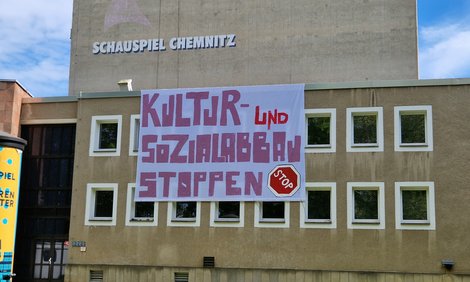 SCHAUSPIEL CHEMNITZ
KULTUR- UND
SOZIALABBAU
STOPPEN
STOP